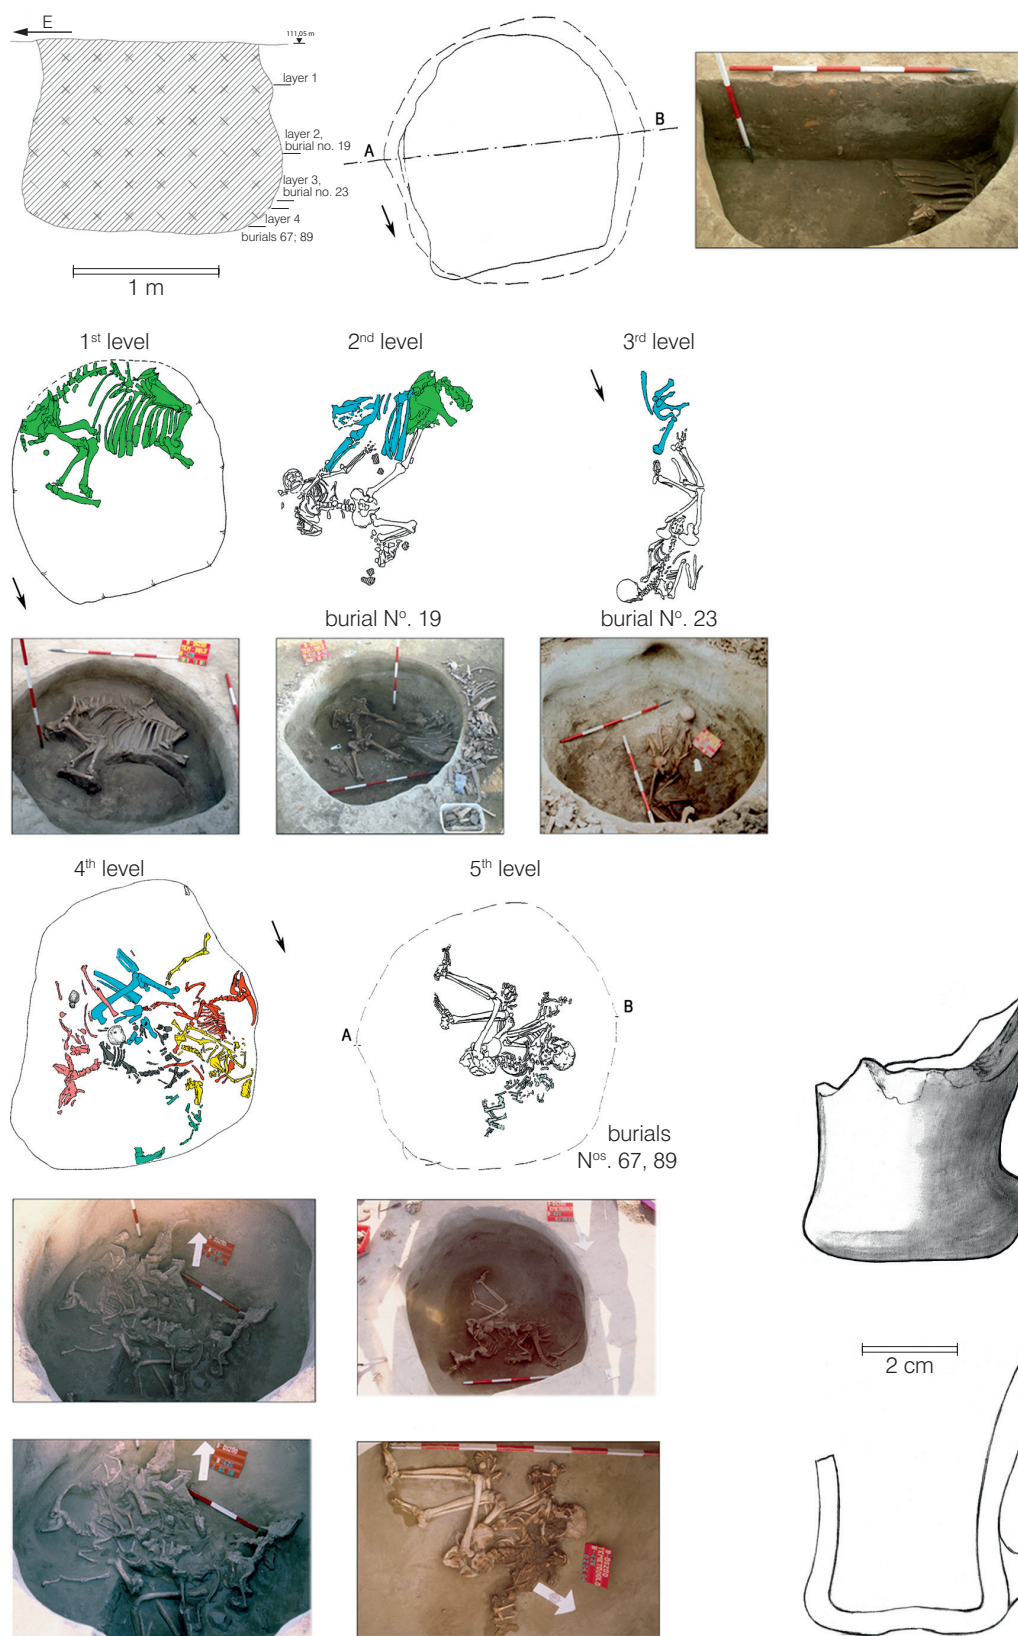 E
111,05 m
layer 1
layer 2,
burial no. 19
layer 3,
burial no. 23
layer 4
burials 67; 89
1 m
A
B
1st level
2nd level
3rd level
burial No. 19
burial No. 23
4th level
5th level
A
B
burials
Nos. 67, 89
2 cm